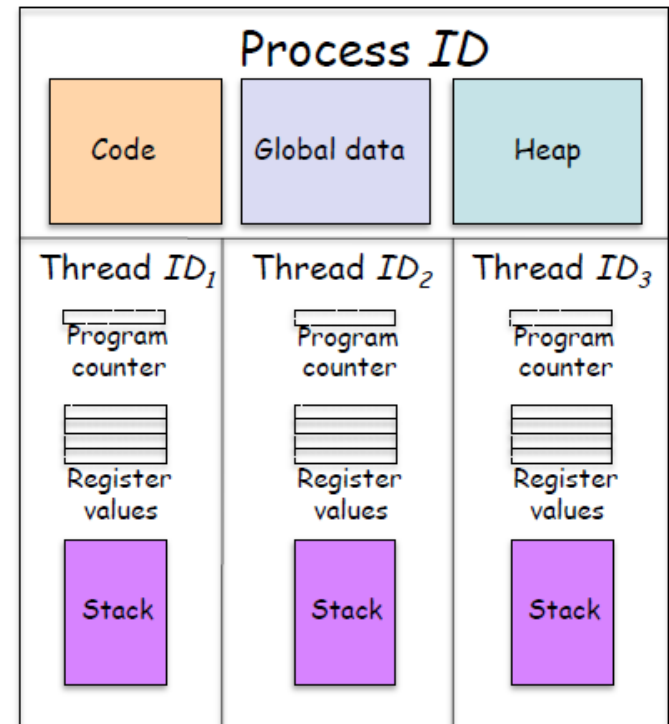 Process ID
Code
Global data
Heap
Thread ID₁
Thread ID₂
Thread ID₃
Program
counter
Program
counter
Program
counter
Register
values
Register
values
Register
values
Stack
Stack
Stack